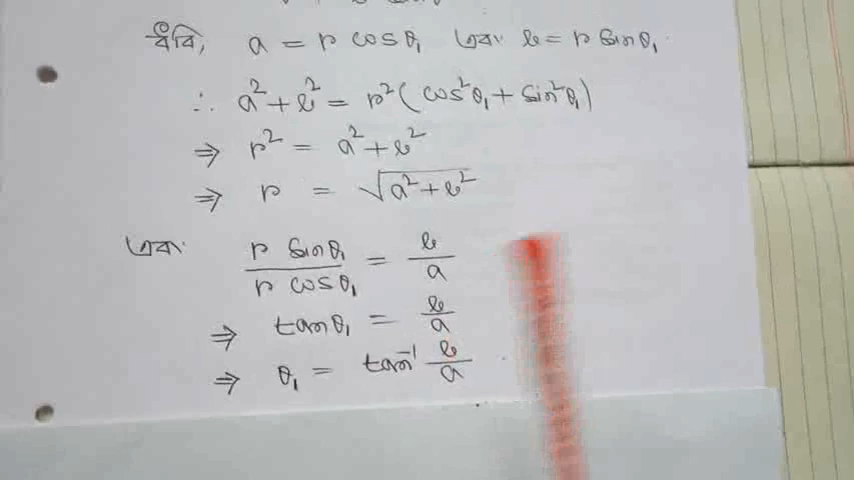 ধরি, a = r cosθ₁ এবং b = r sinθ₁.
∴ a² + b² = r² (cos²θ₁ + sin²θ₁)
⇒ r² = a² + b²
⇒ r = √(a² + b²)
এবং r sinθ₁ / r cosθ₁ = b/a
⇒ tanθ₁ = b/a
⇒ θ₁ = tan⁻¹ b/a